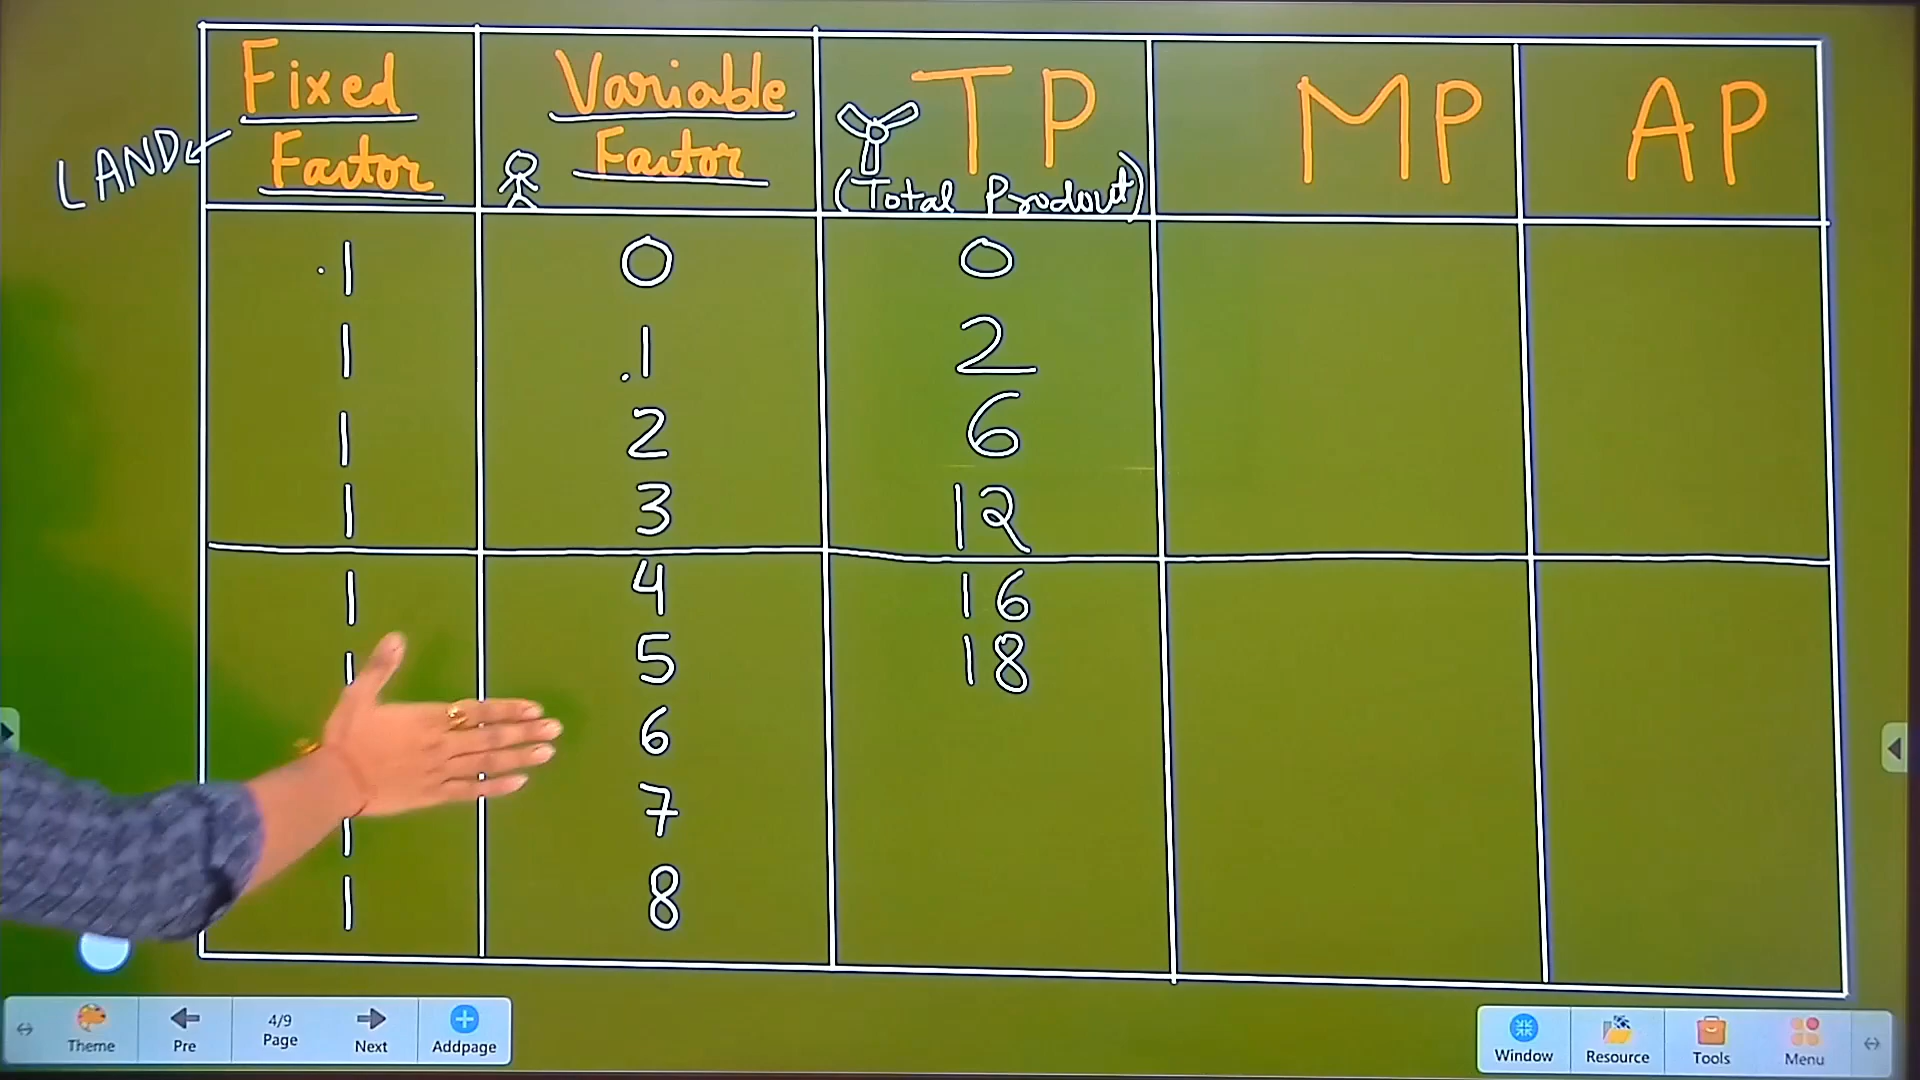 Fixed Factor Variable Factor TP MP AP
LAND
(Total Product)
1 0 0
1 1 2
1 2 6
1 3 12
1 4 16
1 5 18
6
1 7
1 8
Theme Pre 4/9 Page Next Addpage
Window Resource Tools Menu